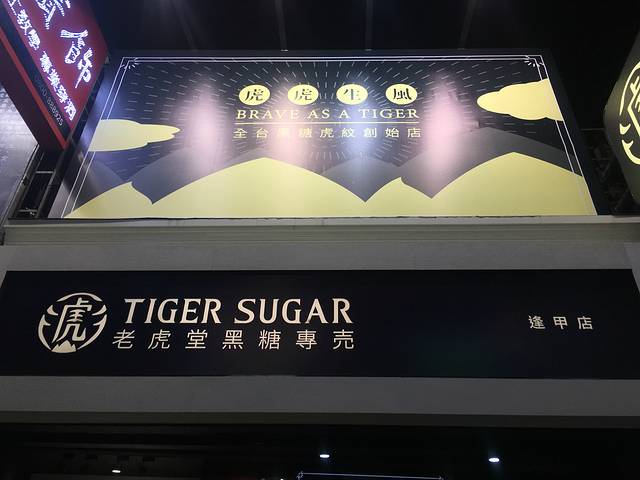 虎虎生風
BRAVE AS A TIGER
全台黑糖虎紋創始店
虎
TIGER SUGAR
老虎堂黑糖專売
逢甲店